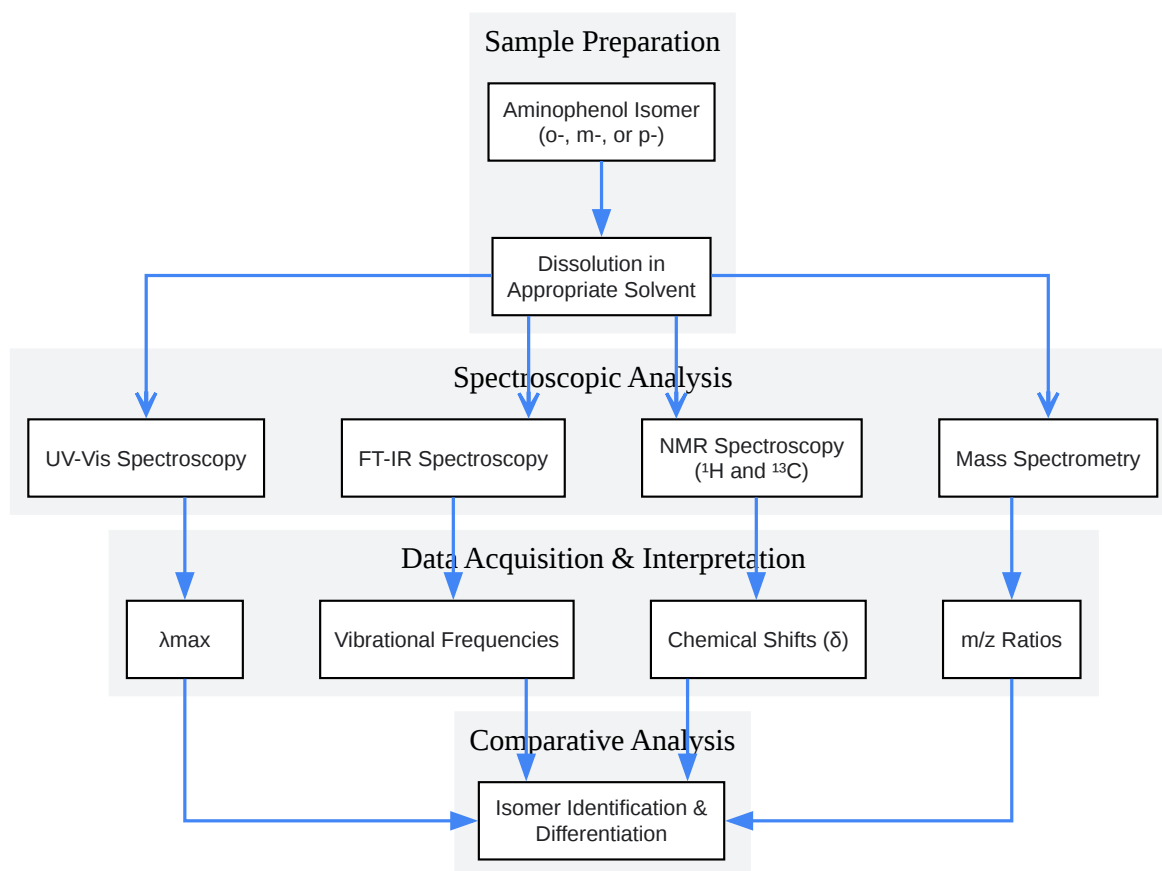 Sample Preparation
Aminophenol Isomer
(o-, m-, or p-)
Dissolution in
Appropriate Solvent
Spectroscopic Analysis
UV-Vis Spectroscopy
FT-IR Spectroscopy
NMR Spectroscopy
(¹H and ¹³C)
Mass Spectrometry
Data Acquisition & Interpretation
λmax
Vibrational Frequencies
Chemical Shifts (δ)
m/z Ratios
Comparative Analysis
Isomer Identification &
Differentiation